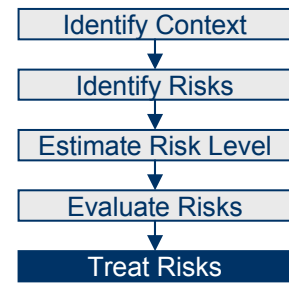 Identify Context
Identify Risks
Estimate Risk Level
Evaluate Risks
Treat Risks